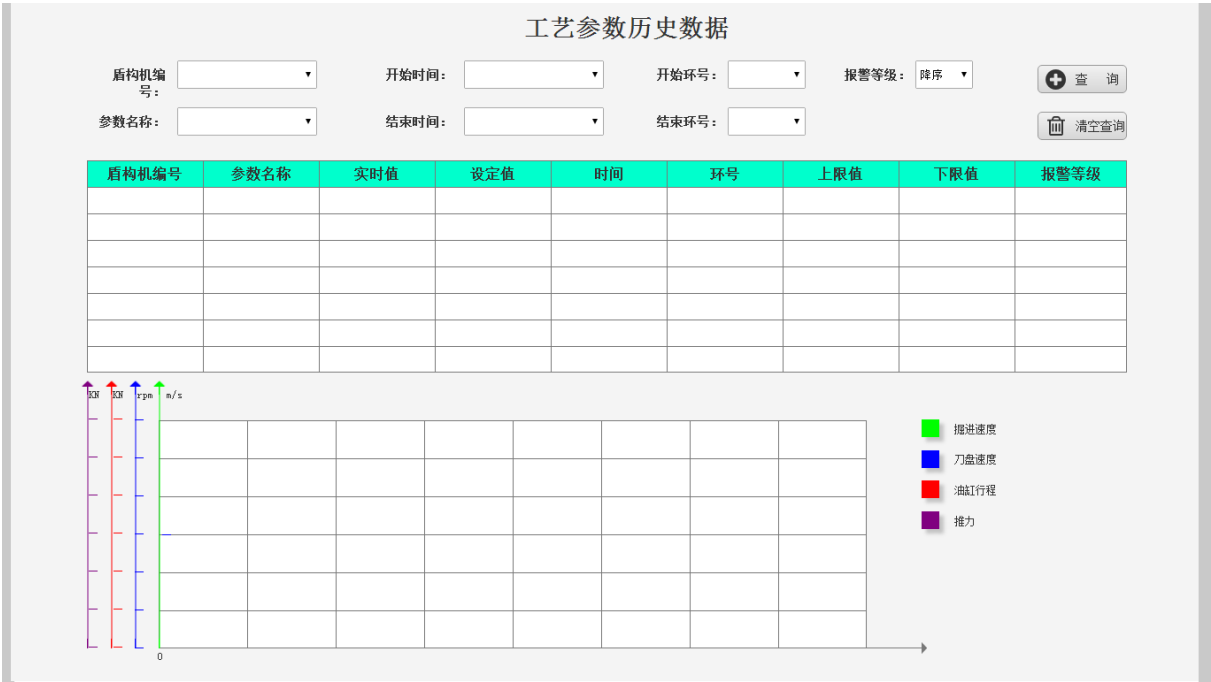 工艺参数历史数据
盾构机编号： 开始时间： 开始环号： 报警等级： 降序 查 询
参数名称： 结束时间： 结束环号： 清空查询
盾构机编号 参数名称 实时值 设定值 时间 环号 上限值 下限值 报警等级
KN KN rpm m/z
掘进速度
刀盘速度
油缸行程
推力
0